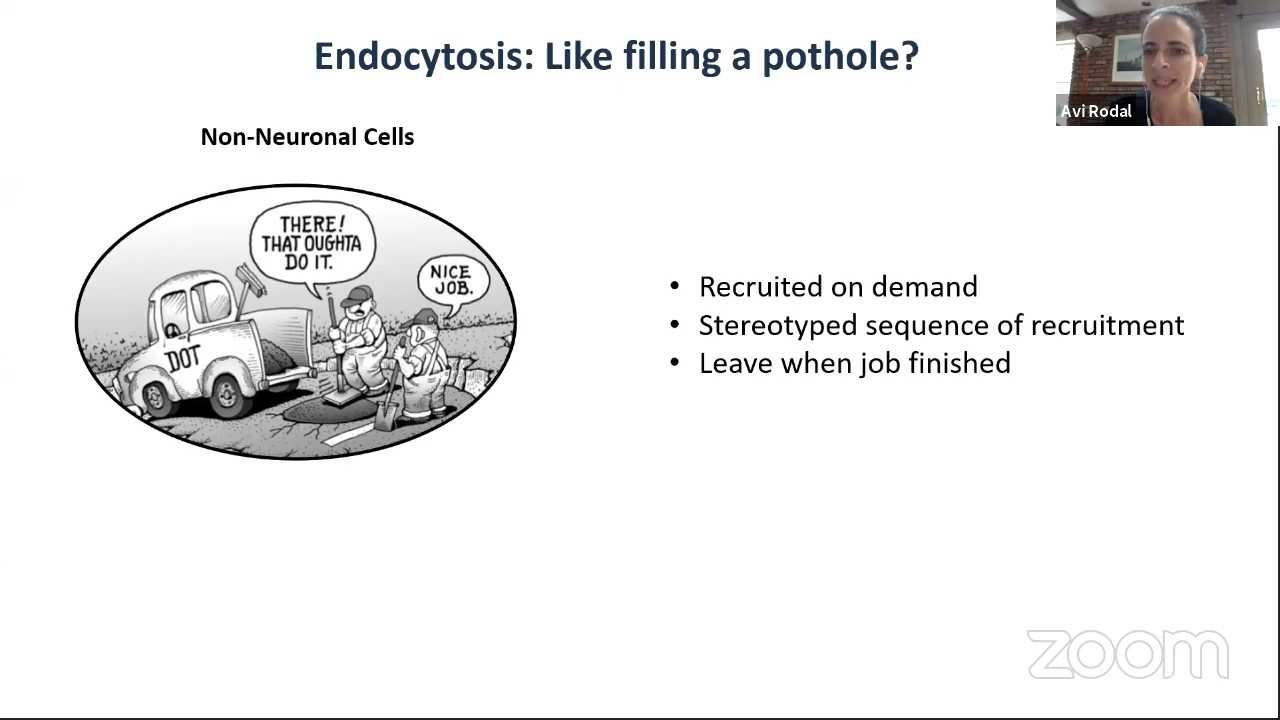 Endocytosis: Like filling a pothole?
Avi Rodal
Non-Neuronal Cells
THERE!
THAT OUGHTA
DO IT.
NICE
JOB.
DOT
• Recruited on demand
• Stereotyped sequence of recruitment
• Leave when job finished
zoom